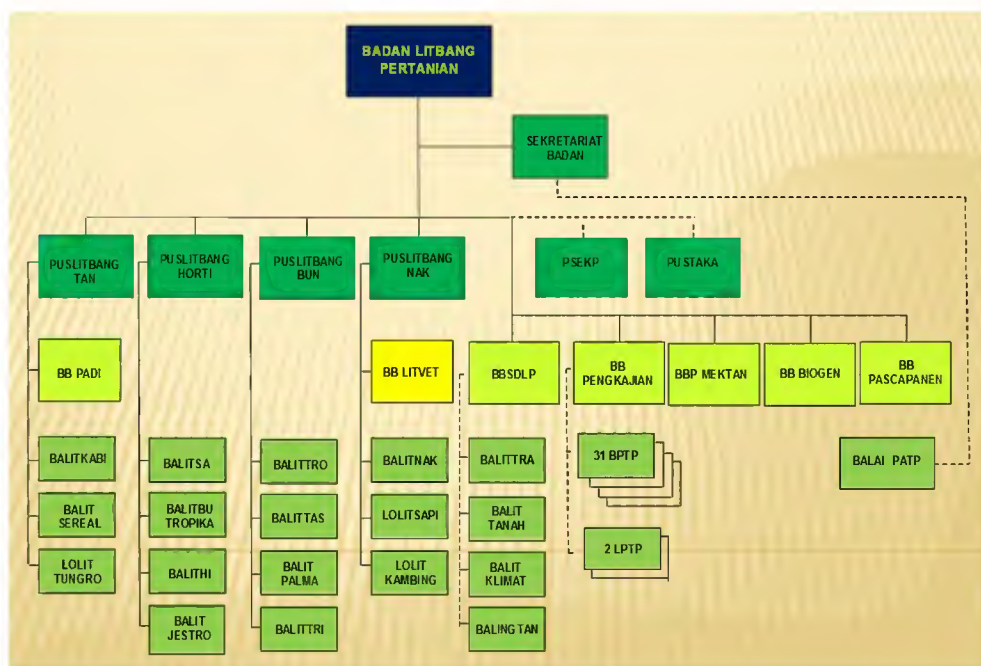 BADAN LITBANG
PERTANIAN
SEKRETARIAT
BADAN
PUSLITBANG
TAN
PUSLITBANG
HORTI
PUSLITBANG
BUN
PUSLITBANG
NAK
PSEKP
PUSTAKA
BB PADI
BB LITVET
BBSDLP
BB
PENGKAJIAN
BBP MEKTAN
BB BIOGEN
BB
PASCAPANEN
BALITKABI
BALITSA
BALITTRO
BALITNAK
BALITTRA
31 BPTP
BALAI PATP
BALIT
SEREAL
BALITBU
TROPIKA
BALITTAS
LOLITSAPI
BALIT
TANAH
LOLIT
TUNGRO
BALITHI
BALIT
PALMA
LOLIT
KAMBING
BALIT
KLIMAT
2 LPTP
BALIT
JESTRO
BALITTRI
BALINGTAN